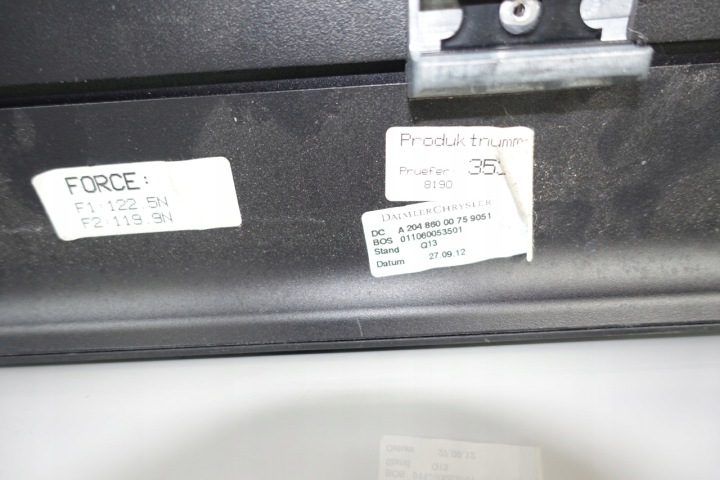 FORCE:
F1:122.5N
F2:119.9N
Produktnumm
Pruefer
8190
DAIMLERCHRYSLER
DC A 204 860 00 75 9051
BOS 011060053501
Stand Q13
Datum 27.09.12